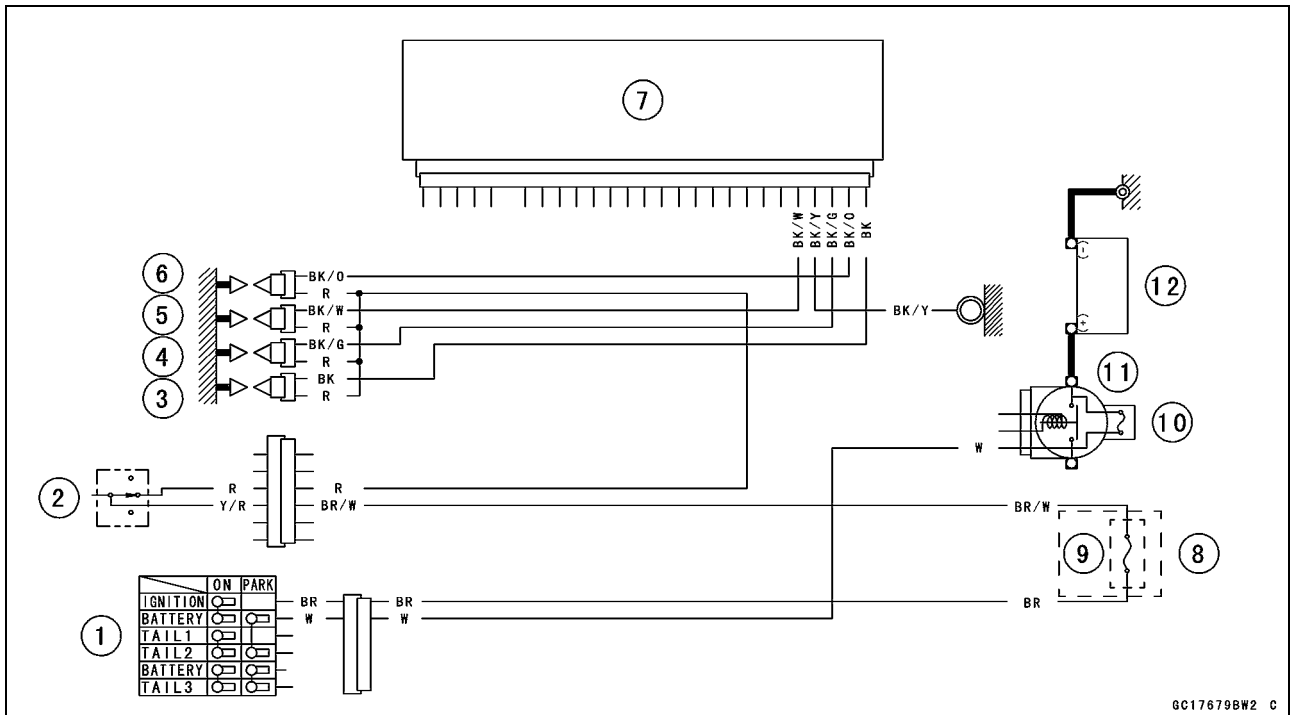 7
BK/W
BK/Y
BK/G
BK/O
BK
6
BK/O
R
5
BK/W
R
4
BK/G
R
3
BK
R
BK/Y
(-)
12
(+)
11
10
W
2
R
Y/R
R
BR/W
BR/W
9
8
BR
ON PARK
IGNITION BR BR
BATTERY W W
1
TAIL1
TAIL2
BATTERY
TAIL3
GC17679BW2 C